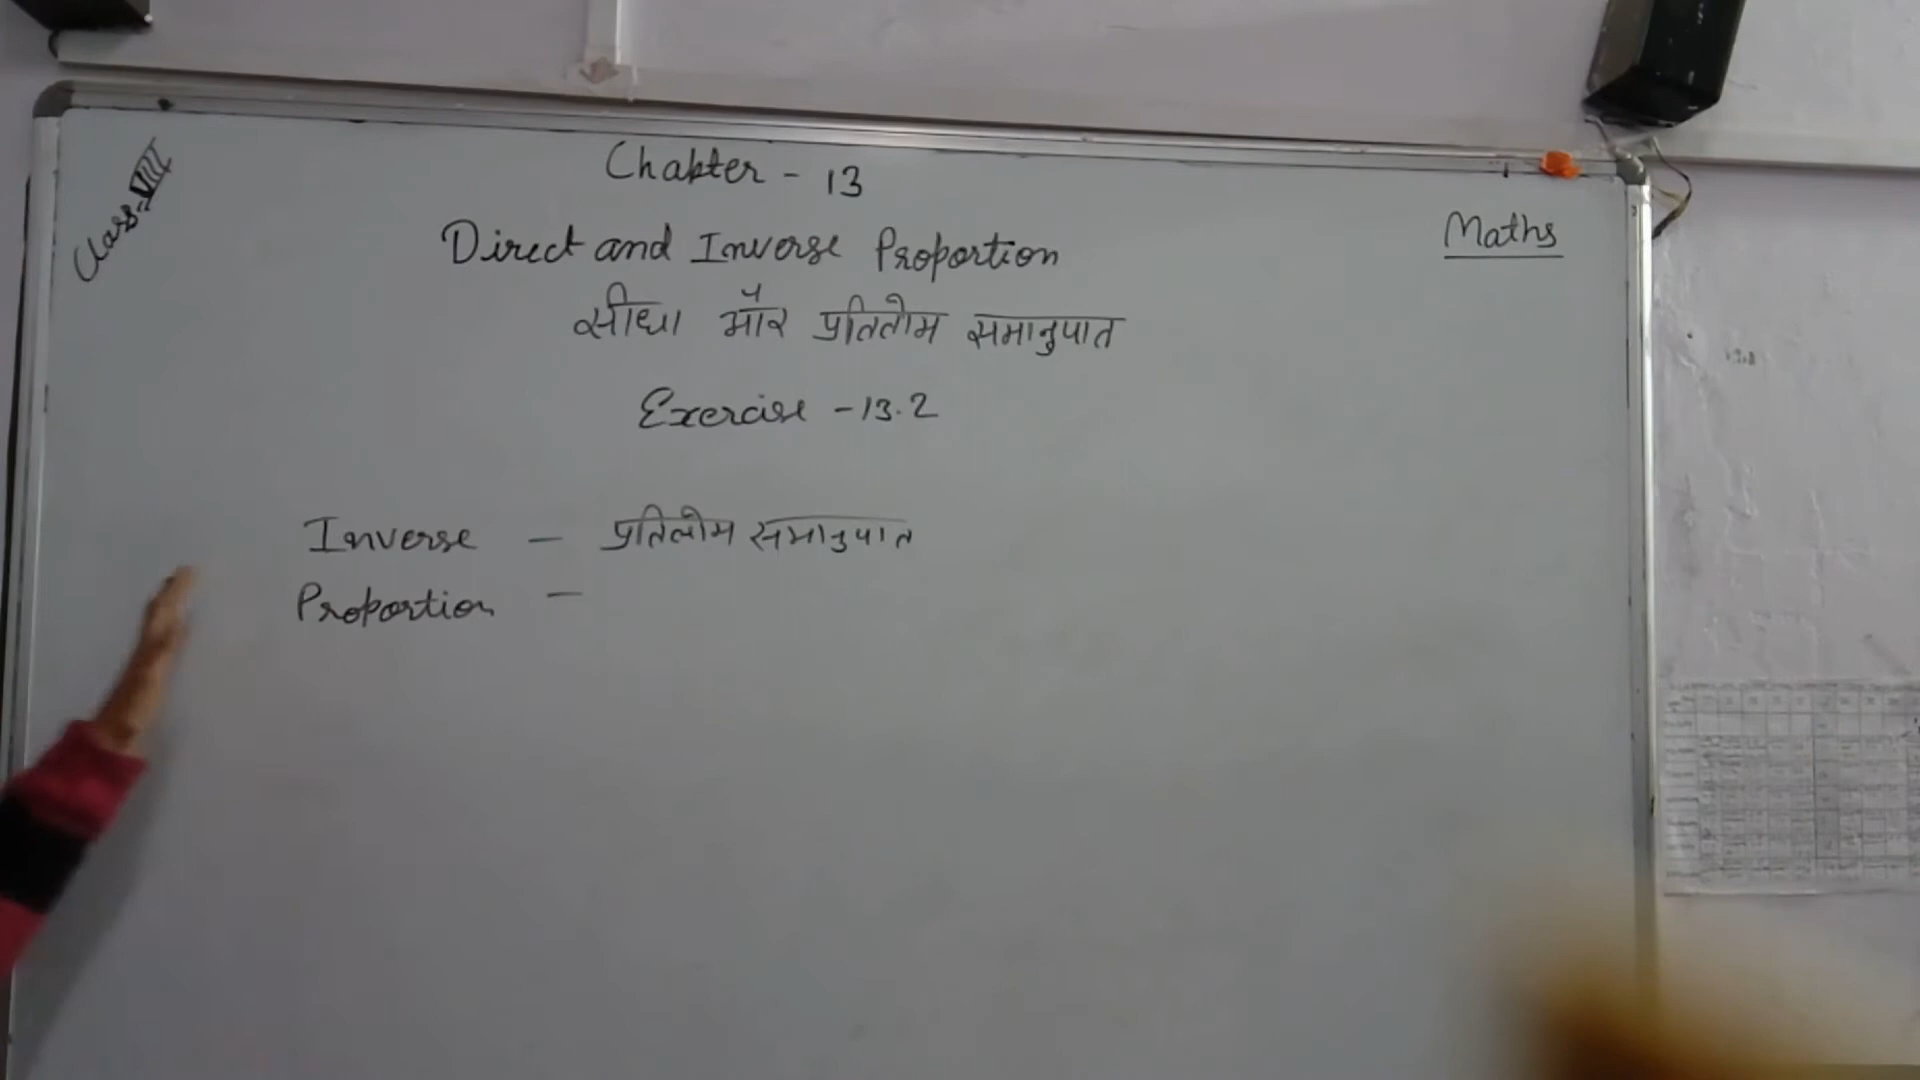 Class-VIII
Chapter - 13
Maths
Direct and Inverse Proportion
सीधा और प्रतिलोम समानुपात
Exercise - 13.2
Inverse - प्रतिलोम समानुपात
Proportion -